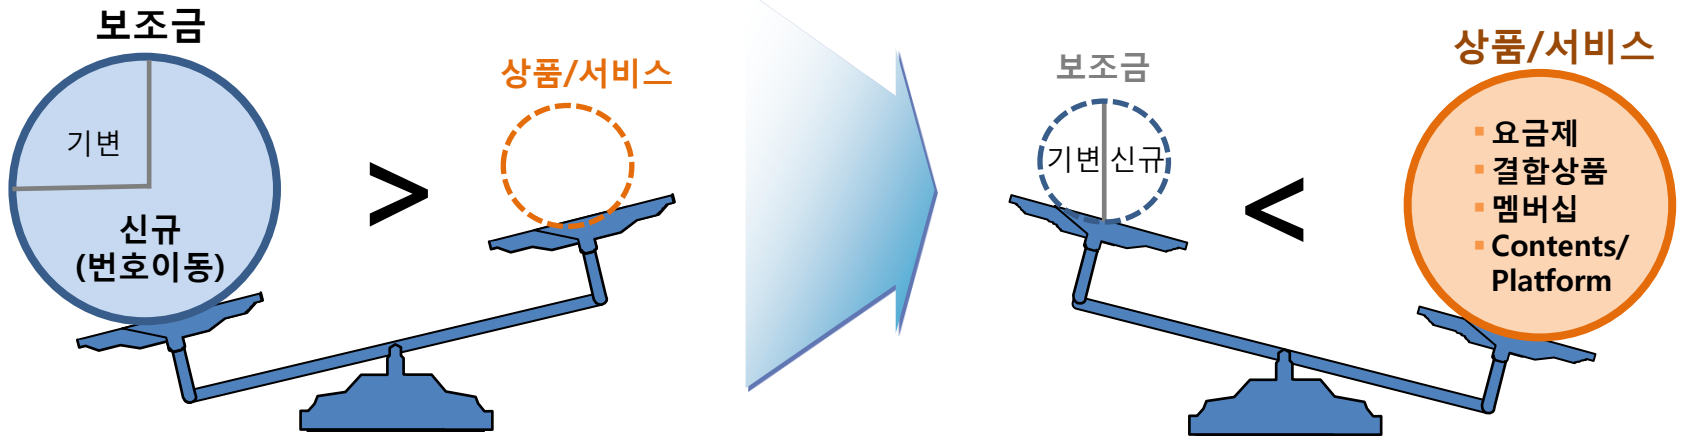 보조금
기변
신규
(번호이동)
>
상품/서비스
보조금
기변 신규
<
상품/서비스
요금제
결합상품
멤버십
Contents/
Platform